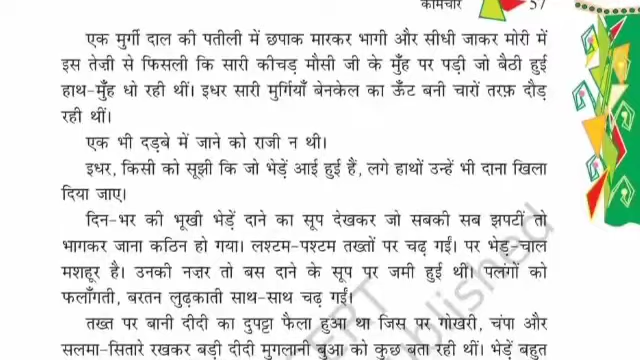 कामचोर 57
एक मुर्गी दाल की पतीली में छपाक मारकर भागी और सीधी जाकर मोरी में
इस तेज़ी से फिसली कि सारी कीचड़ मौसी जी के मुँह पर पड़ी जो बैठी हुई
हाथ-मुँह धो रही थीं। इधर सारी मुर्गियाँ बेनकेल का ऊँट बनी चारों तरफ़ दौड़
रही थीं।
एक भी दड़बे में जाने को राजी न थी।
इधर, किसी को सूझी कि जो भेड़ें आई हुई हैं, लगे हाथों उन्हें भी दाना खिला
दिया जाए।
दिन-भर की भूखी भेड़ें दाने का सूप देखकर जो सबकी सब झपटीं तो
भागकर जाना कठिन हो गया। लश्टम-पश्टम तख्तों पर चढ़ गईं। पर भेड़-चाल
मशहूर है। उनकी नज़र तो बस दाने के सूप पर जमी हुई थी। पलंगों को
फलाँगती, बरतन लुढ़काती साथ-साथ चढ़ गईं।
तख्त पर बानी दीदी का दुपट्टा फैला हुआ था जिस पर गोखरी, चंपा और
सलमा-सितारे रखकर बड़ी दीदी मुगलानी बुआ को कुछ बता रही थीं। भेड़ें बहुत